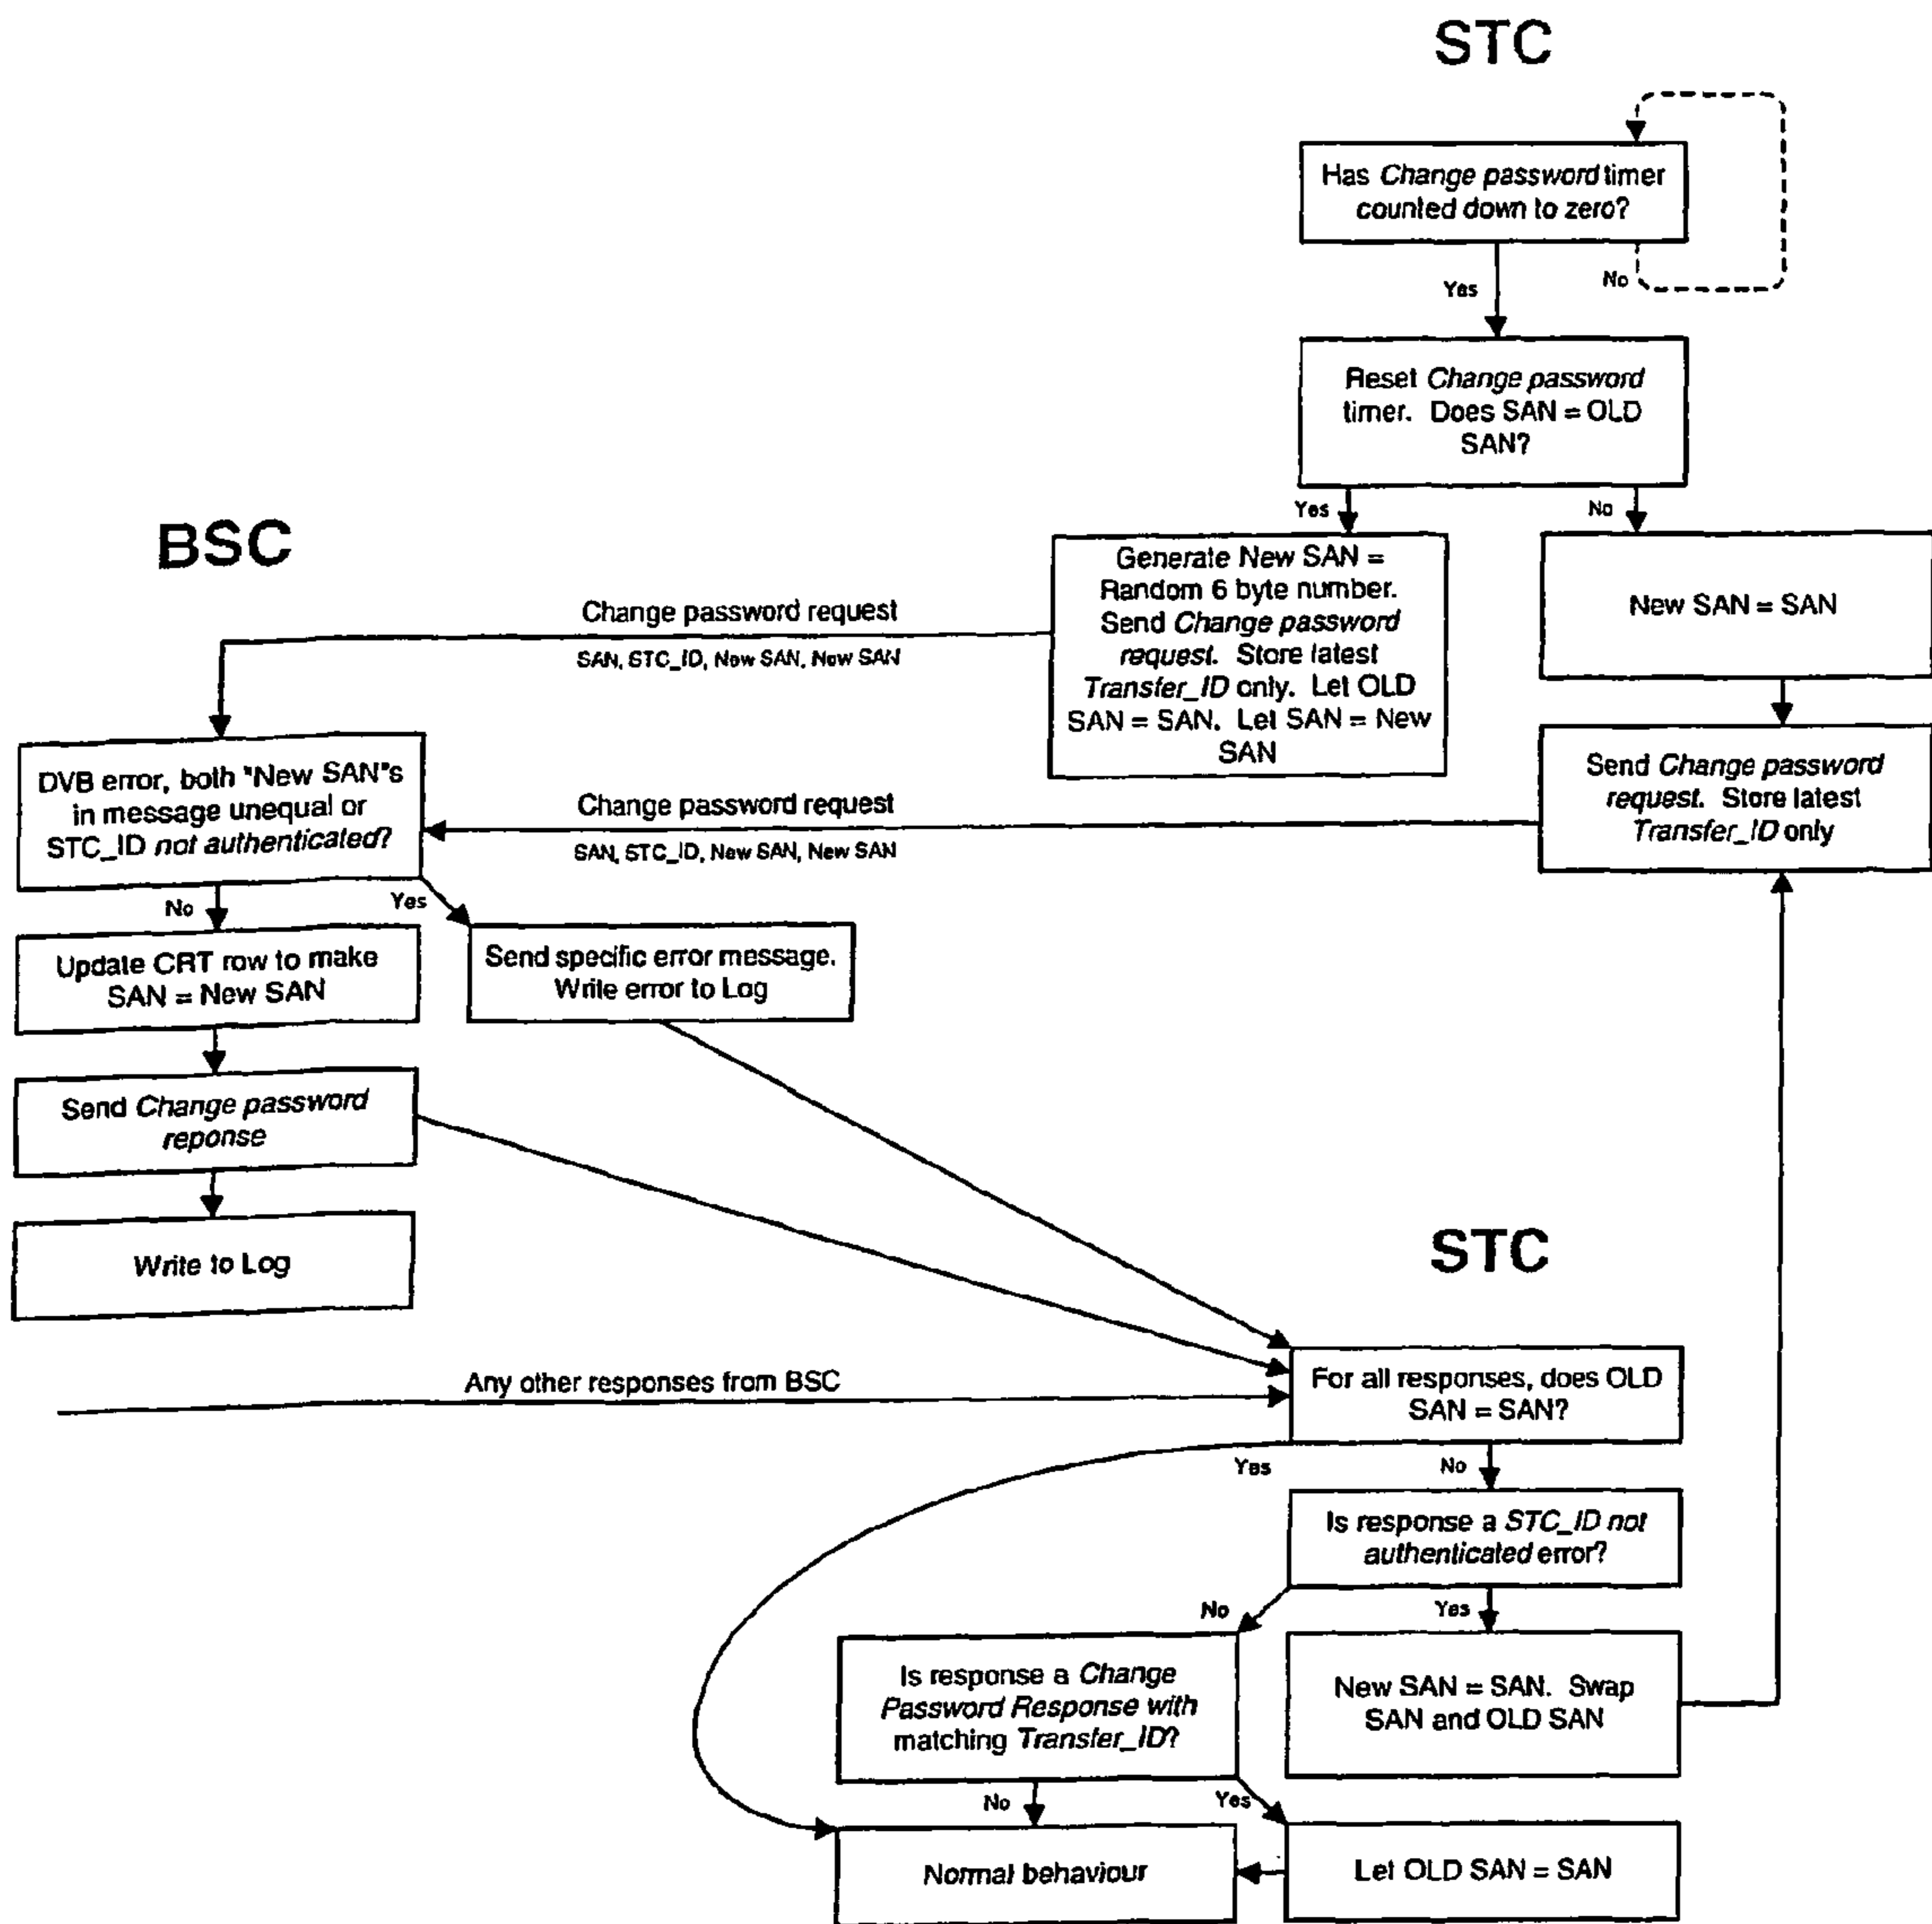 STC
Has Change password timer
counted down to zero?
Yes
No
Reset Change password
timer. Does SAN = OLD
SAN?
Yes
No
BSC
Generate New SAN =
Random 6 byte number.
Send Change password
request. Store latest
Transfer_ID only. Let OLD
SAN = SAN. Let SAN = New
SAN
New SAN = SAN
Change password request
SAN, STC_ID, New SAN, New SAN
Send Change password
request. Store latest
Transfer_ID only
DVB error, both "New SAN"s
in message unequal or
STC_ID not authenticated?
Change password request
SAN, STC_ID, New SAN, New SAN
No
Yes
Update CRT row to make
SAN = New SAN
Send specific error message.
Write error to Log
Send Change password
reponse
Write to Log
STC
Any other responses from BSC
For all responses, does OLD
SAN = SAN?
Yes
No
Is response a STC_ID not
authenticated error?
No
Yes
Is response a Change
Password Response with
matching Transfer_ID?
New SAN = SAN. Swap
SAN and OLD SAN
No
Yes
Normal behaviour
Let OLD SAN = SAN